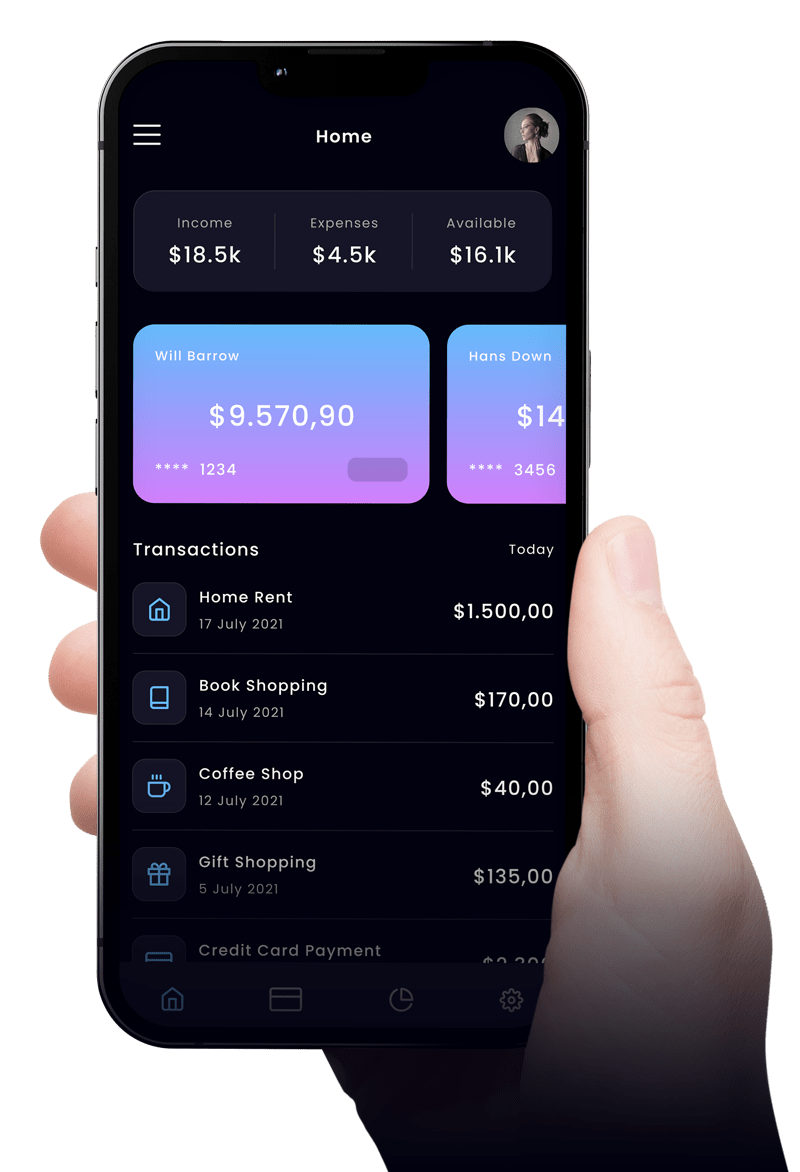 Home
Income Expenses Available
$18.5k $4.5k $16.1k
Will Barrow
$9.570,90
**** 1234
Hans Down
$14
**** 3456
Transactions Today
Home Rent
$1.500,00
17 July 2021
Book Shopping
$170,00
14 July 2021
Coffee Shop
$40,00
12 July 2021
Gift Shopping
$135,00
5 July 2021
Credit Card Payment